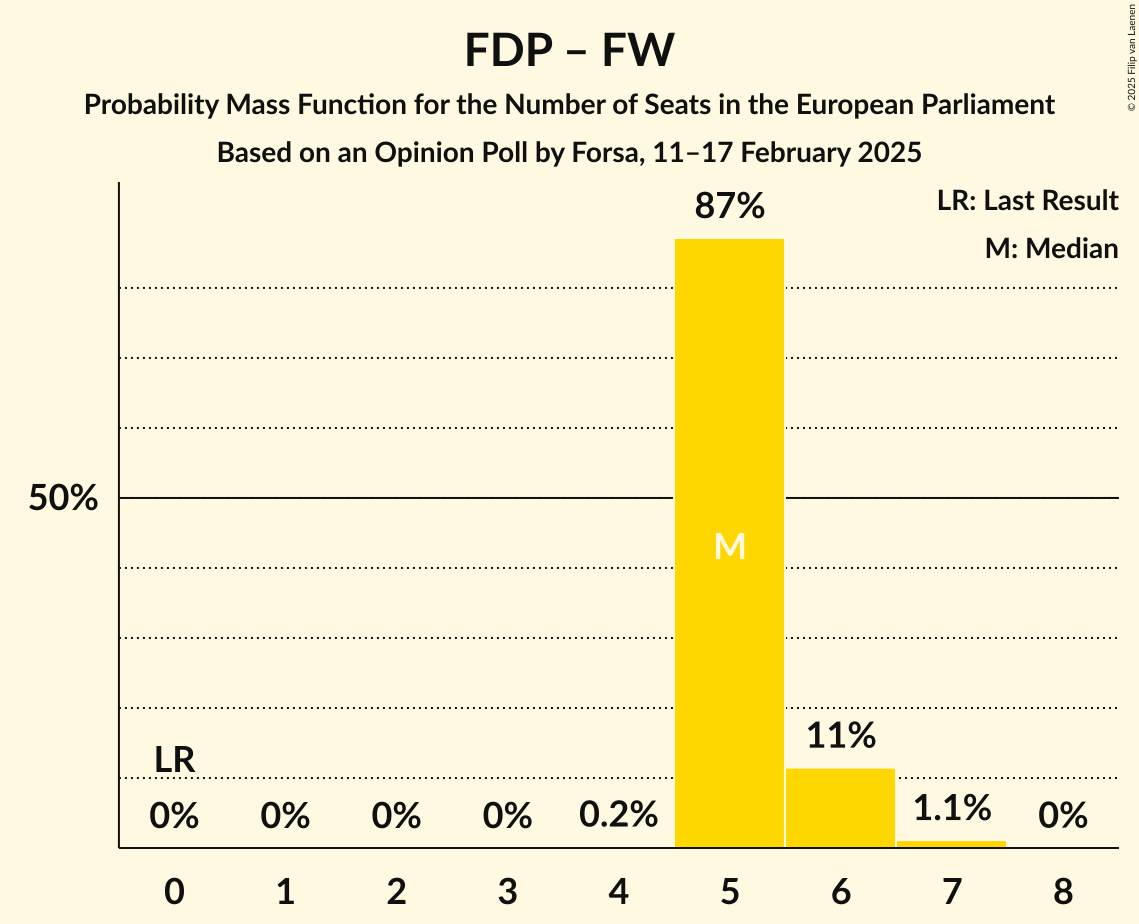 FDP – FW
Probability Mass Function for the Number of Seats in the European Parliament
Based on an Opinion Poll by Forsa, 11–17 February 2025
© 2025 Filip van Laenen
LR: Last Result
M: Median
87%
50%
M
LR
11%
0% 0% 0% 0% 0.2% 1.1% 0%
0 1 2 3 4 5 6 7 8